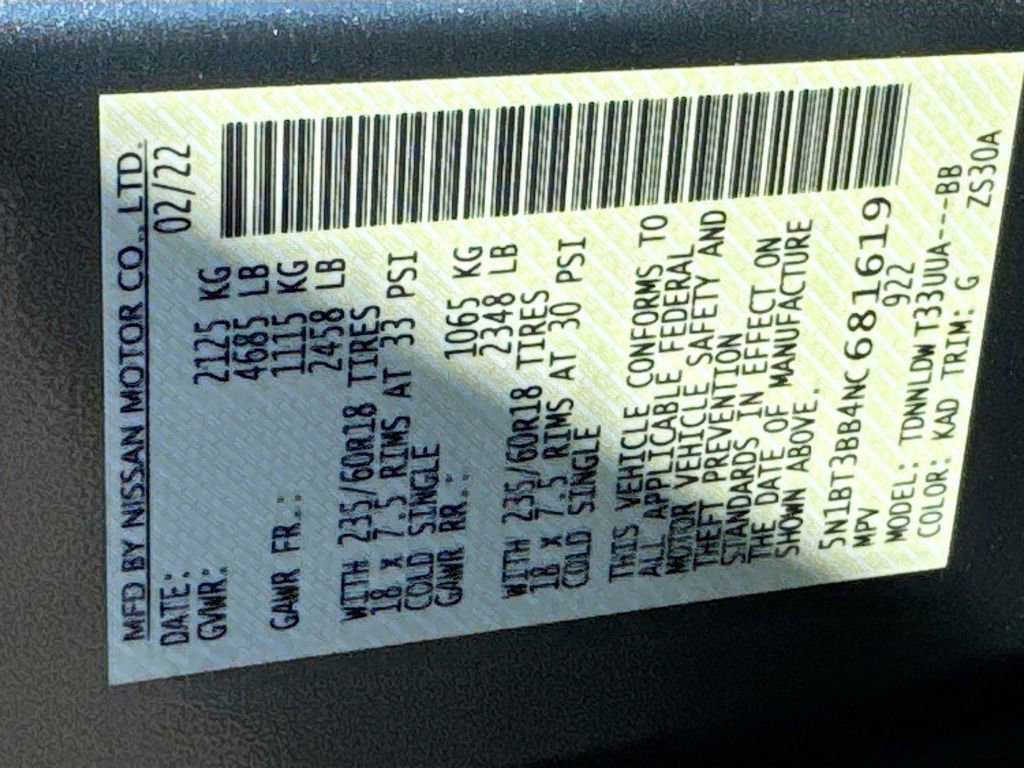 MFD BY NISSAN MOTOR CO., LTD.
DATE: 02/22
GVWR: 2125 KG
4685 LB
GAWR FR.: 1115 KG
2458 LB
WITH 235/60R18 TIRES
18 x 7.5 RIMS AT 33 PSI
COLD SINGLE
GAWR RR.: 1065 KG
2348 LB
WITH 235/60R18 TIRES
18 x 7.5 RIMS AT 30 PSI
COLD SINGLE
THIS VEHICLE CONFORMS TO
ALL APPLICABLE FEDERAL
MOTOR VEHICLE SAFETY AND
THEFT PREVENTION
STANDARDS IN EFFECT ON
THE DATE OF MANUFACTURE
SHOWN ABOVE.
5N1BT3BB4NC681619
MPV 922
MODEL: TDNNLDW T33UUA---BB
COLOR: KAD TRIM: G ZS30A